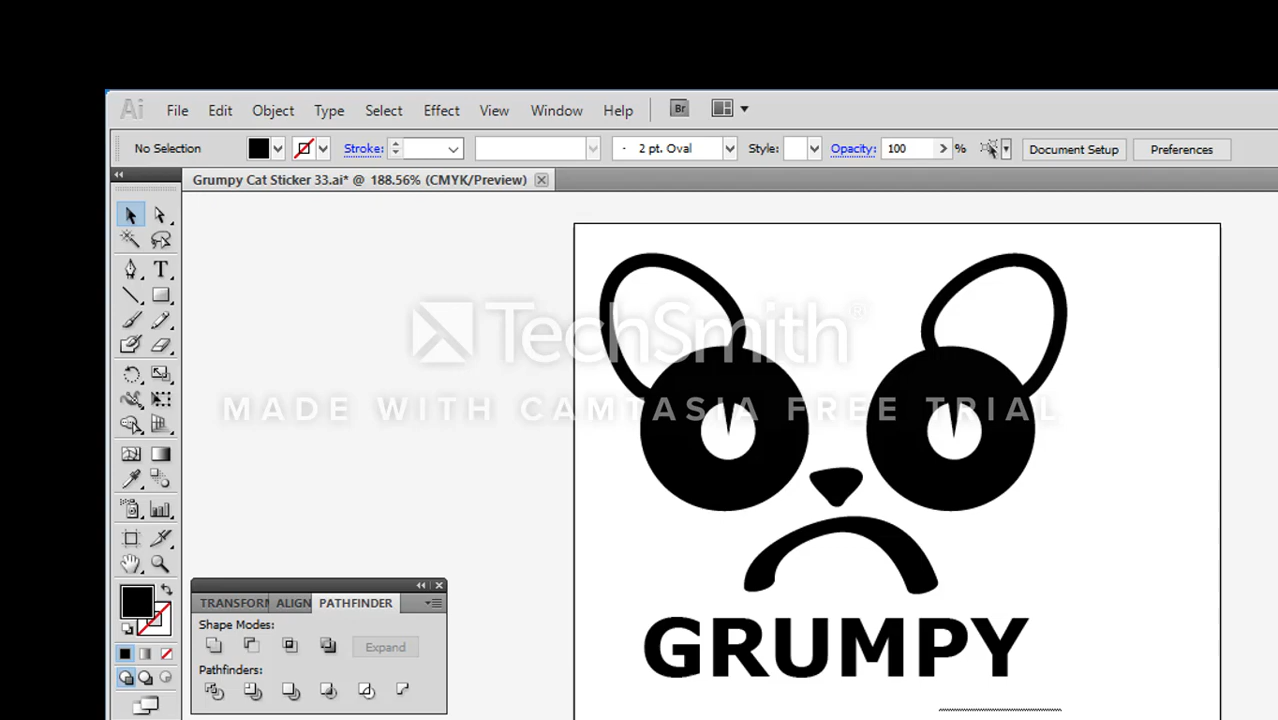 Ai File Edit Object Type Select Effect View Window Help Br
No Selection Stroke: 2 pt. Oval Style: Opacity: 100 % Document Setup Preferences
Grumpy Cat Sticker 33.ai* @ 188.56% (CMYK/Preview)
TechSmith®
MADE WITH CAMTASIA FREE TRIAL
TRANSFORM ALIGN PATHFINDER
Shape Modes:
Expand
Pathfinders:
GRUMPY